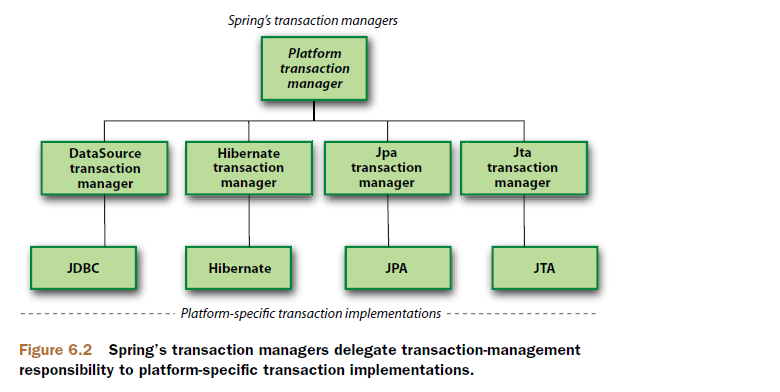 Spring's transaction managers
Platform
transaction
manager
DataSource
transaction
manager
Hibernate
transaction
manager
Jpa
transaction
manager
Jta
transaction
manager
JDBC
Hibernate
JPA
JTA
Platform-specific transaction implementations
Figure 6.2 Spring's transaction managers delegate transaction-management
responsibility to platform-specific transaction implementations.